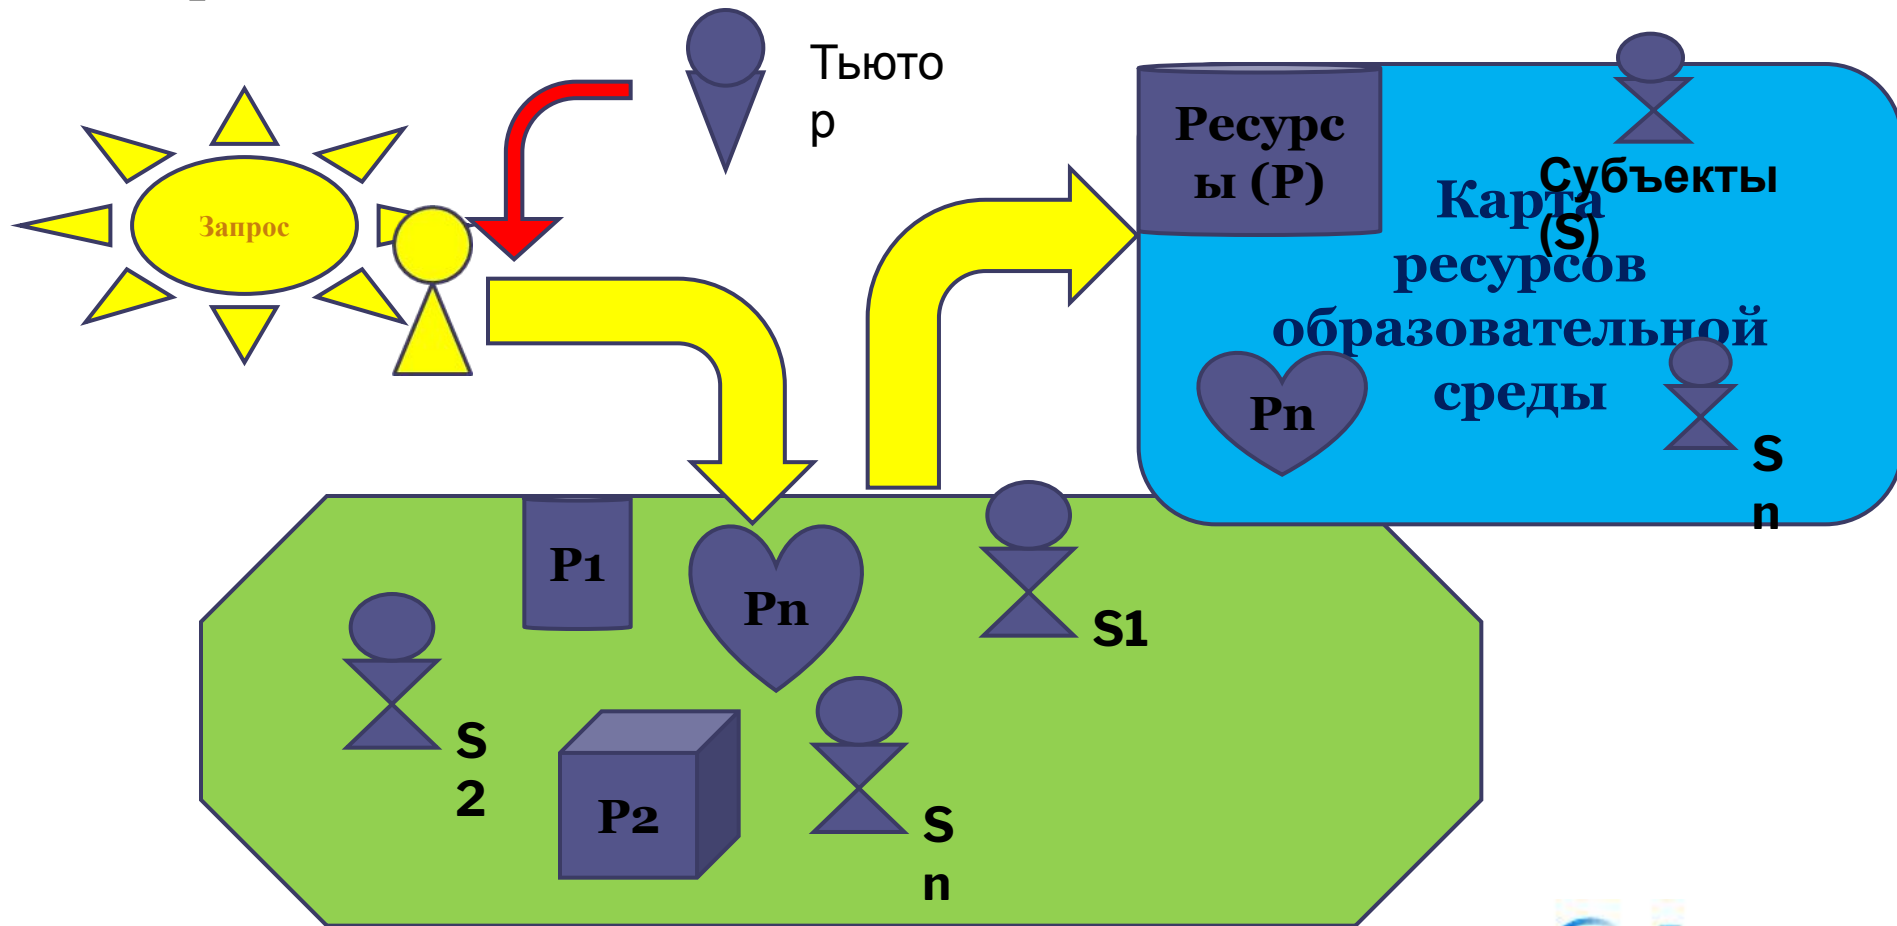 Тьюто
р
Запрос
Ресурс
ы (Р)
Субъекты
(S)
Карта
ресурсов
образовательной
среды
Pn
S
n
P1
Pn
S1
S
2
P2
S
n